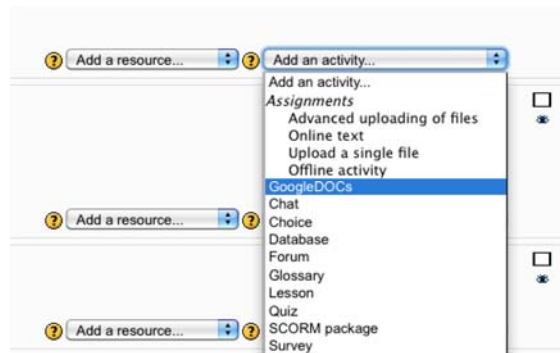 Add a resource... Add an activity...
Add an activity...
Assignments
Advanced uploading of files
Online text
Upload a single file
Offline activity
GoogleDOCs
Chat
Choice
Database
Forum
Glossary
Lesson
Quiz
SCORM package
Survey
Add a resource...
Add a resource...